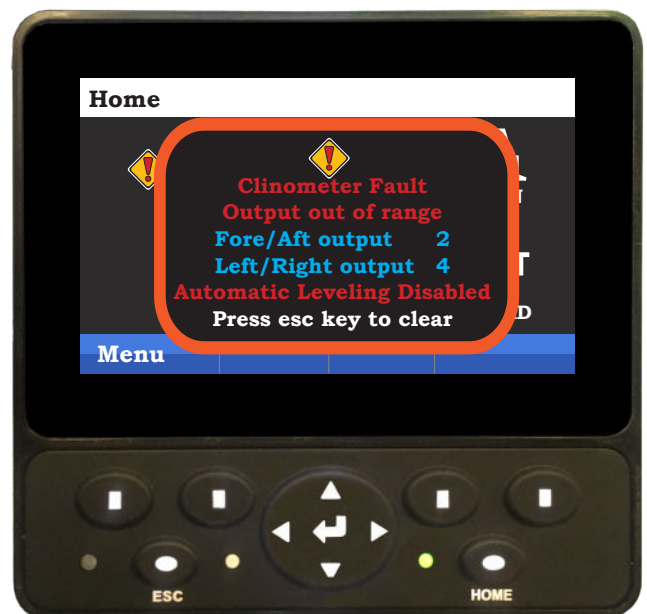 Home
Clinometer Fault
Output out of range
Fore/Aft output 2
Left/Right output 4
Automatic Leveling Disabled
Press esc key to clear
Menu
ESC
HOME